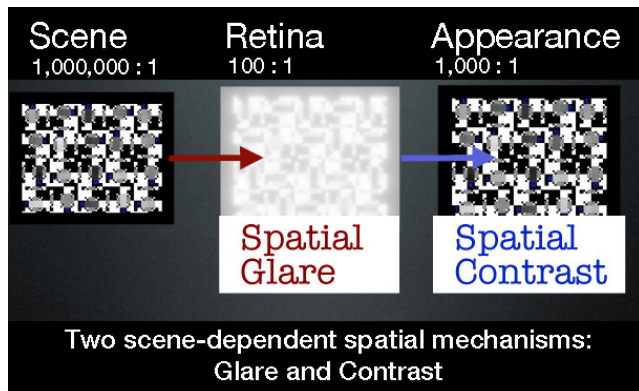 Scene
1,000,000 : 1
Retina
100 : 1
Appearance
1,000 : 1
Spatial
Glare
Spatial
Contrast
Two scene-dependent spatial mechanisms:
Glare and Contrast